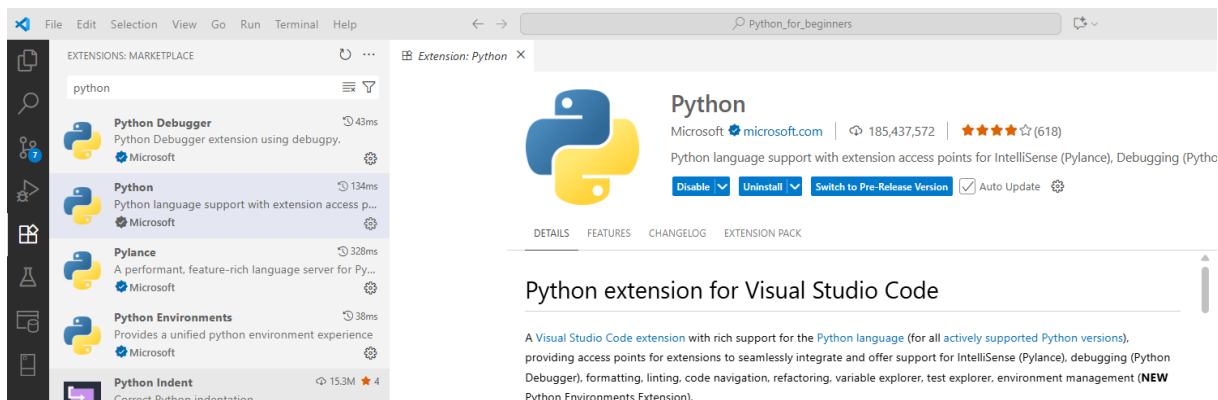 File Edit Selection View Go Run Terminal Help
Python_for_beginners
EXTENSIONS: MARKETPLACE
python
Python Debugger 43ms
Python Debugger extension using debugpy.
Microsoft
Python 134ms
Python language support with extension access p...
Microsoft
Pylance 328ms
A performant, feature-rich language server for Py...
Microsoft
Python Environments 38ms
Provides a unified python environment experience
Microsoft
Python Indent 15.3M 4
Correct Python indentation
7
Extension: Python
Python
Microsoft microsoft.com 185,437,572 (618)
Python language support with extension access points for IntelliSense (Pylance), Debugging (Pytho
Disable Uninstall Switch to Pre-Release Version Auto Update
DETAILS FEATURES CHANGELOG EXTENSION PACK
Python extension for Visual Studio Code
A Visual Studio Code extension with rich support for the Python language (for all actively supported Python versions),
providing access points for extensions to seamlessly integrate and offer support for IntelliSense (Pylance), debugging (Python
Debugger), formatting, linting, code navigation, refactoring, variable explorer, test explorer, environment management (NEW
Python Environments Extension).